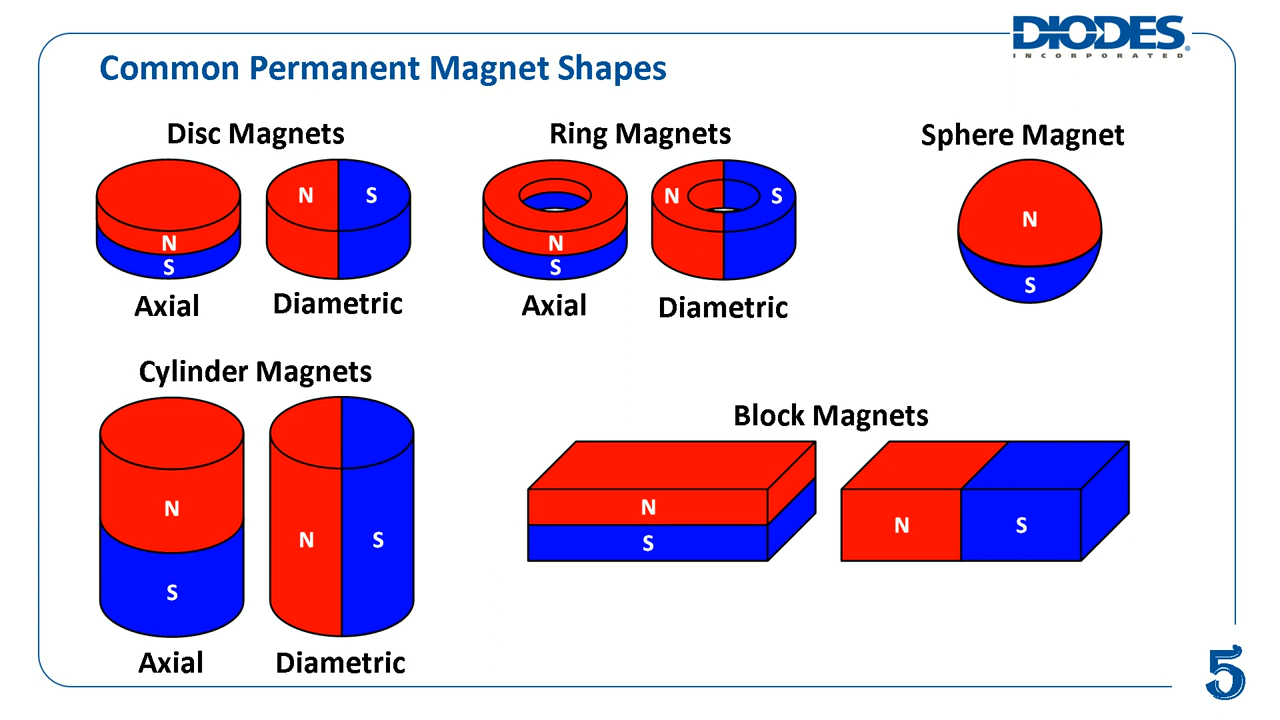 DIODES
INCORPORATED
Common Permanent Magnet Shapes
Disc Magnets
Ring Magnets
Sphere Magnet
N S
N S
N
N
S
N
S
S
Axial
Diametric
Axial
Diametric
Cylinder Magnets
Block Magnets
N
S
N S
N
S
N S
Axial
Diametric
5